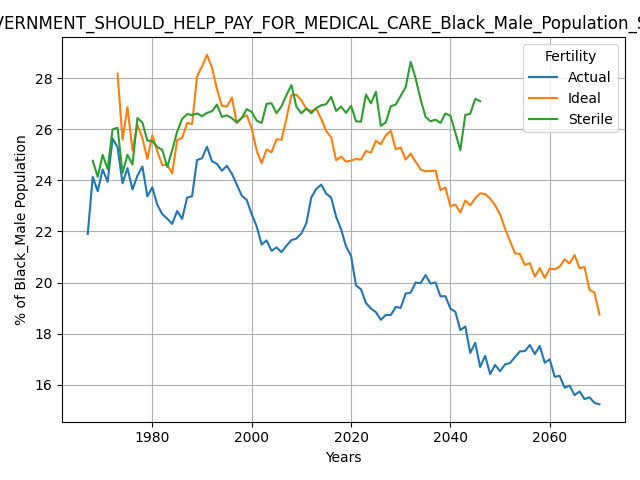 VERNMENT_SHOULD_HELP_PAY_FOR_MEDICAL_CARE_Black_Male_Population_S
Fertility
Actual
Ideal
Sterile
% of Black_Male Population
28
26
24
22
20
18
16
1980 2000 2020 2040 2060
Years